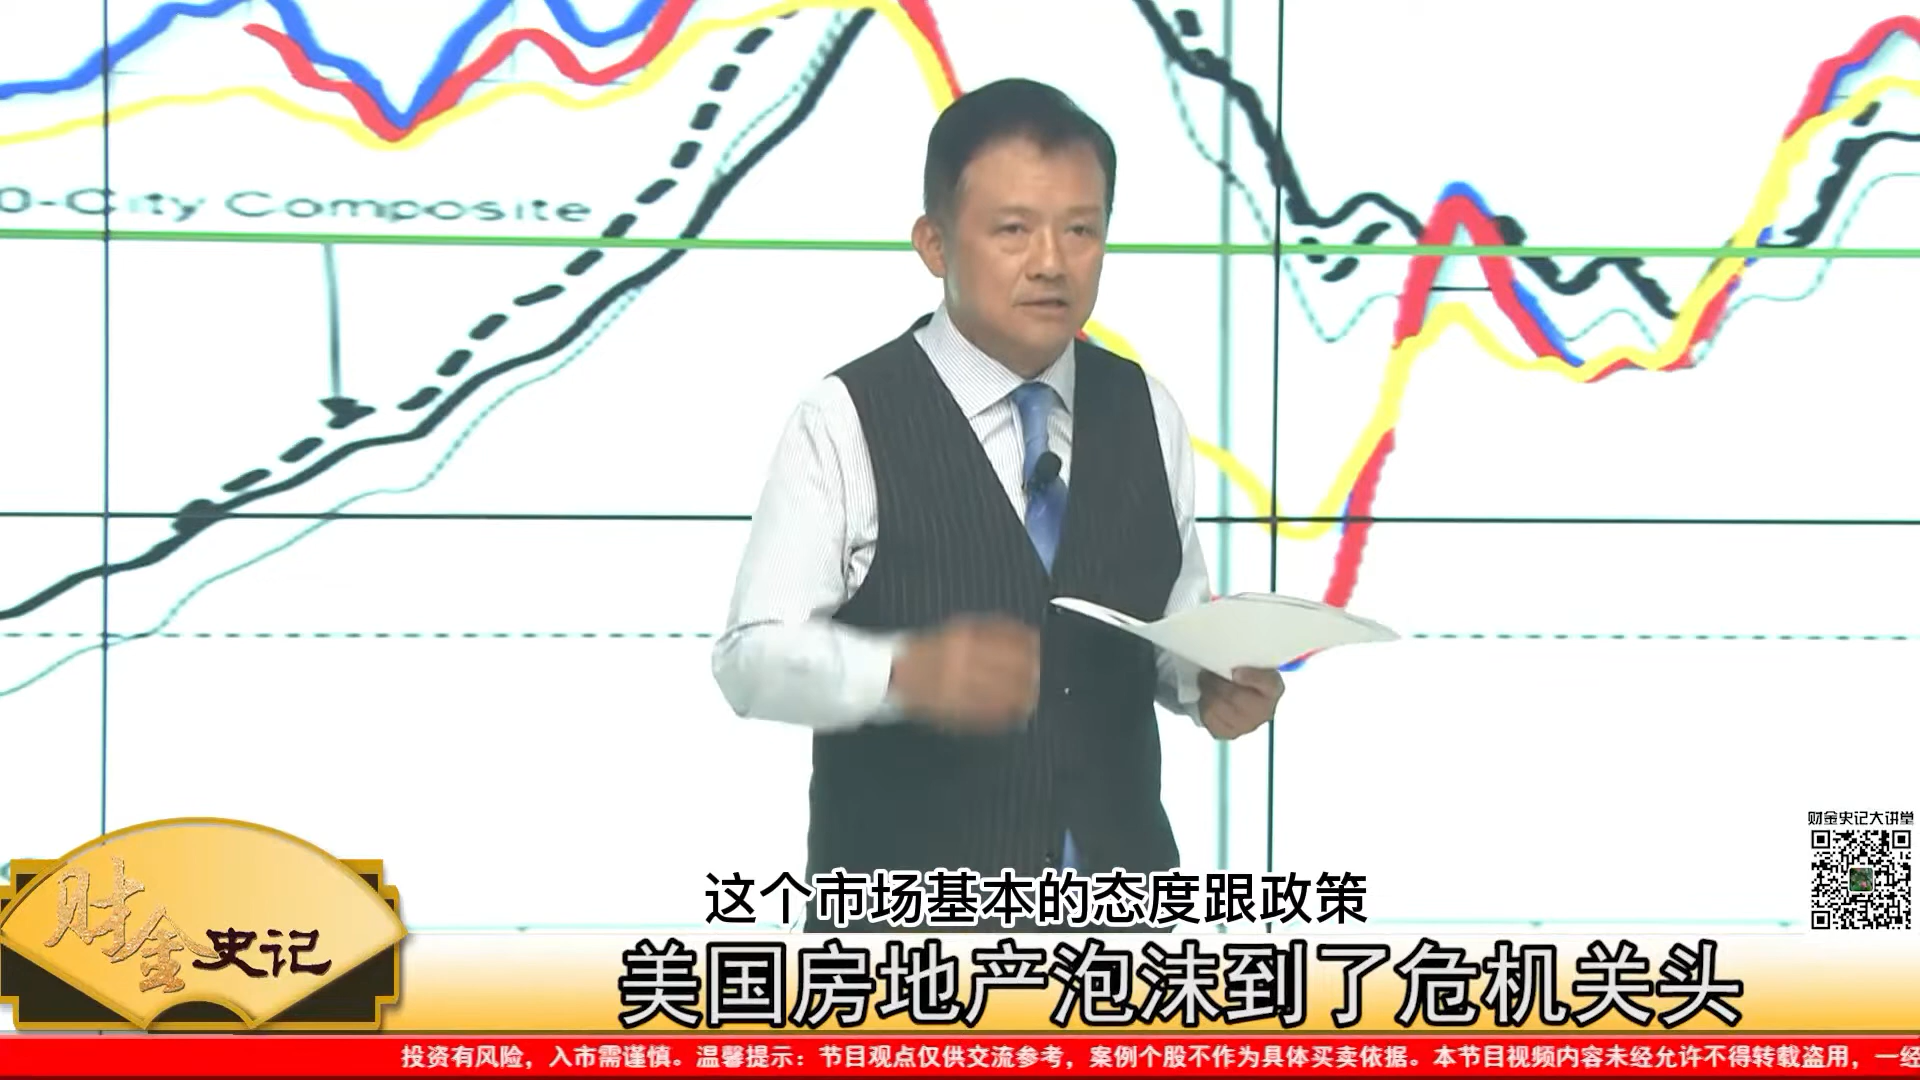 0-City Composite
财金史记大讲堂
这个市场基本的态度跟政策
财金史记
美国房地产泡沫到了危机关头
投资有风险，入市需谨慎。温馨提示：节目观点仅供交流参考，案例个股不作为具体买卖依据。本节目视频内容未经允许不得转载盗用，一经